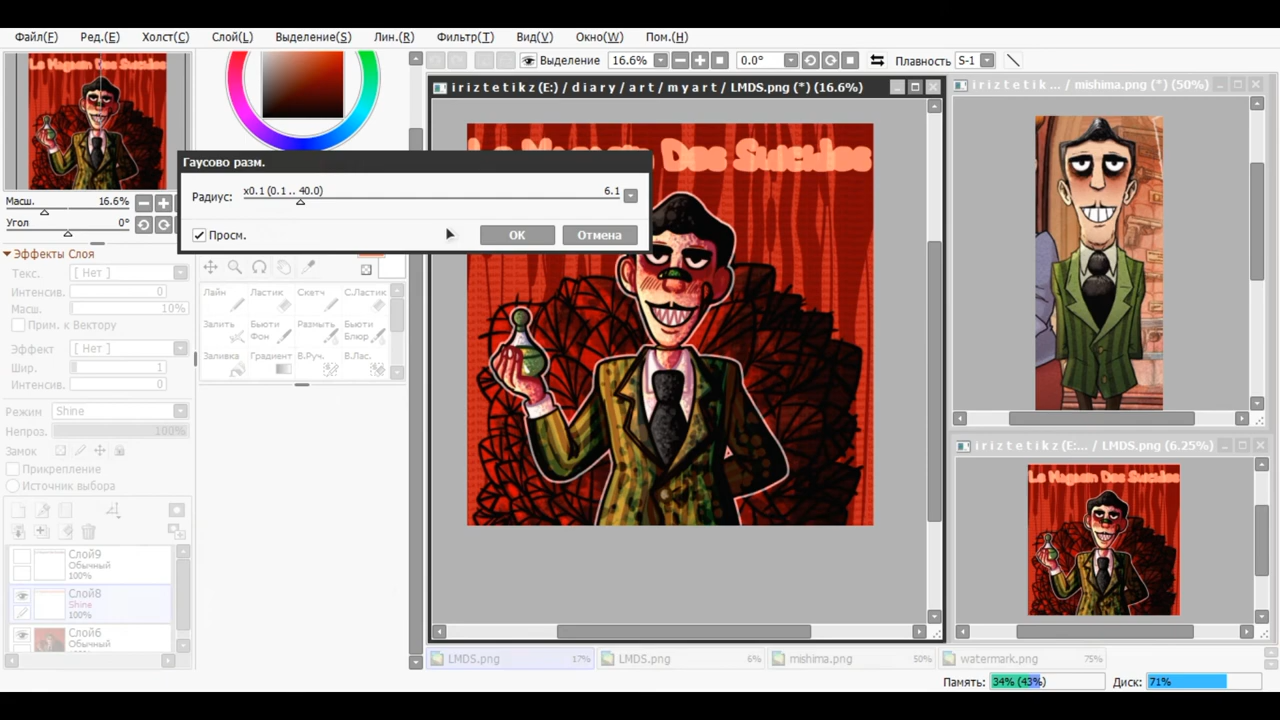 Файл(F) Ред.(E) Холст(C) Слой(L) Выделение(S) Лин.(R) Фильтр(T) Вид(V) Окно(W) Пом.(H)
Выделение 16.6% 0.0° Плавность S-1
iriztetikz (E:) / diary / art / myart / LMDS.png (*) (16.6%)
iriztetik ... / mishima.png (*) (50%)
Le Magasin Des Suicides
Des Suicides
Гаусово разм.
Радиус: x0.1 (0.1 .. 40.0) 6.1
Просм. OK Отмена
Масш. 16.6%
Угол 0°
Эффекты Слоя
Текс. [ Нет ]
Интенсив. 0
Масш. 10%
Прим. к Вектору
Эффект [ Нет ]
Шир. 1
Интенсив. 0
Режим Shine
Непроз. 100%
Замок
Прикрепление
Источник выбора
Лайн Ластик Скетч С.Ластик
Залить Бьюти Фон Размыть Бьюти Блюр
Заливка Градиент В.Руч. В.Лас.
Слой9
Обычный
100%
Слой8
Shine
100%
Слой6
Обычный
100%
iriztetikz (E:... / LMDS.png (6.25%)
LMDS.png 17% LMDS.png 6% mishima.png 50% watermark.png 75%
Память: 34% (43%) Диск: 71%